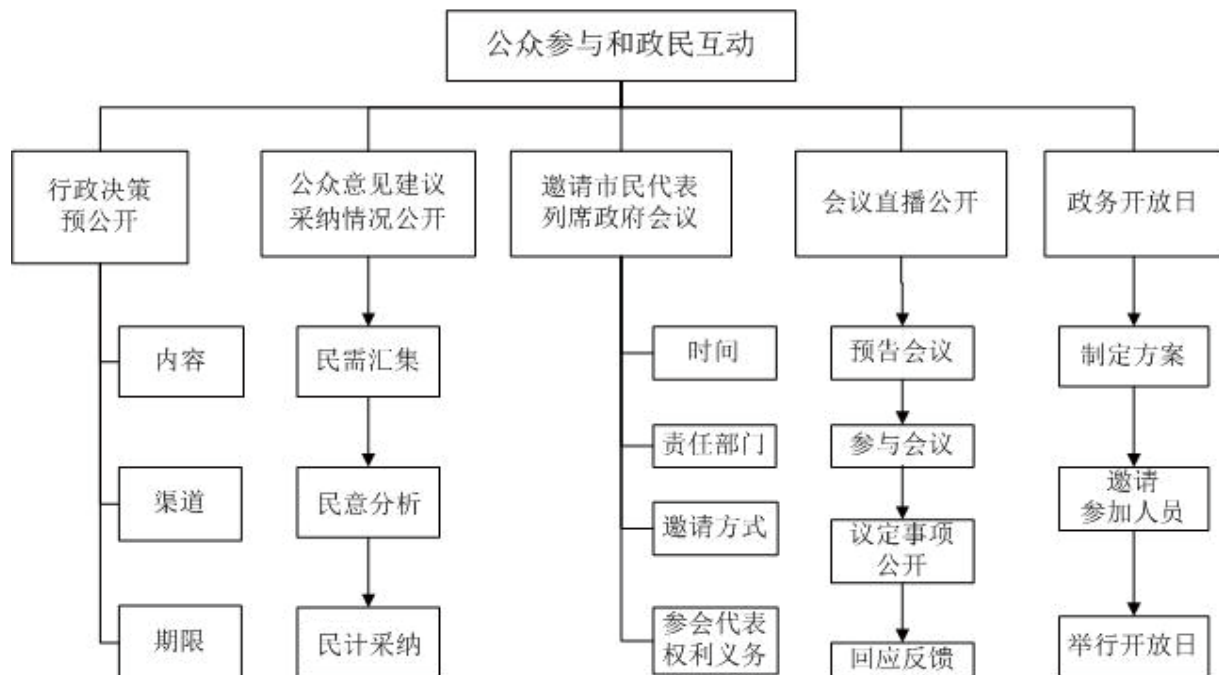 公众参与和政民互动
行政决策
预公开
公众意见建议
采纳情况公开
邀请市民代表
列席政府会议
会议直播公开
政务开放日
内容
渠道
期限
民需汇集
民意分析
民计采纳
时间
责任部门
邀请方式
参会代表
权利义务
预告会议
参与会议
议定事项
公开
回应反馈
制定方案
邀请
参加人员
举行开放日